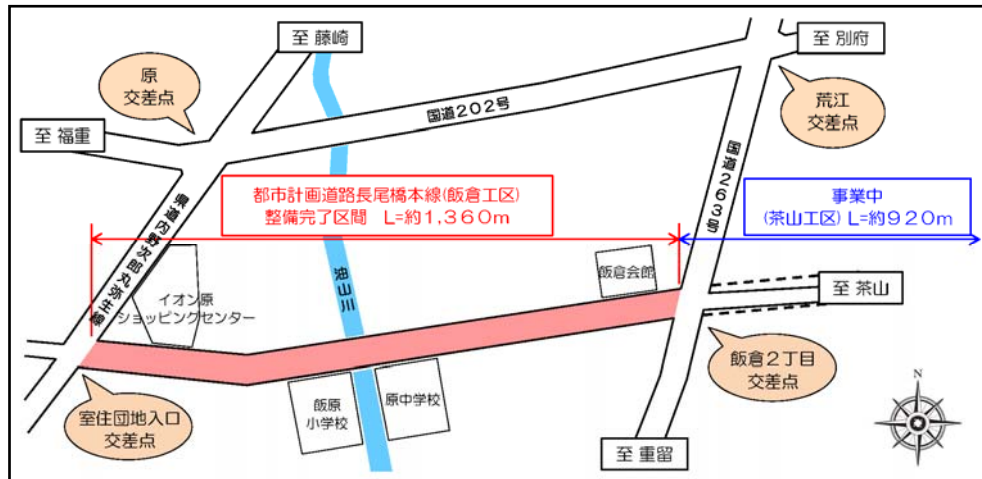 至 藤崎
至 別府
原
交差点
荒江
交差点
至 福重
国道202号
国道263号
都市計画道路長尾橋本線(飯倉工区)
整備完了区間　L=約1,360m
事業中
(茶山工区) L=約920m
県道内野次郎丸弥生線
油山川
飯倉会館
イオン原
ショッピングセンター
至 茶山
飯倉2丁目
交差点
飯原
小学校
原中学校
室住団地入口
交差点
至 重留
N